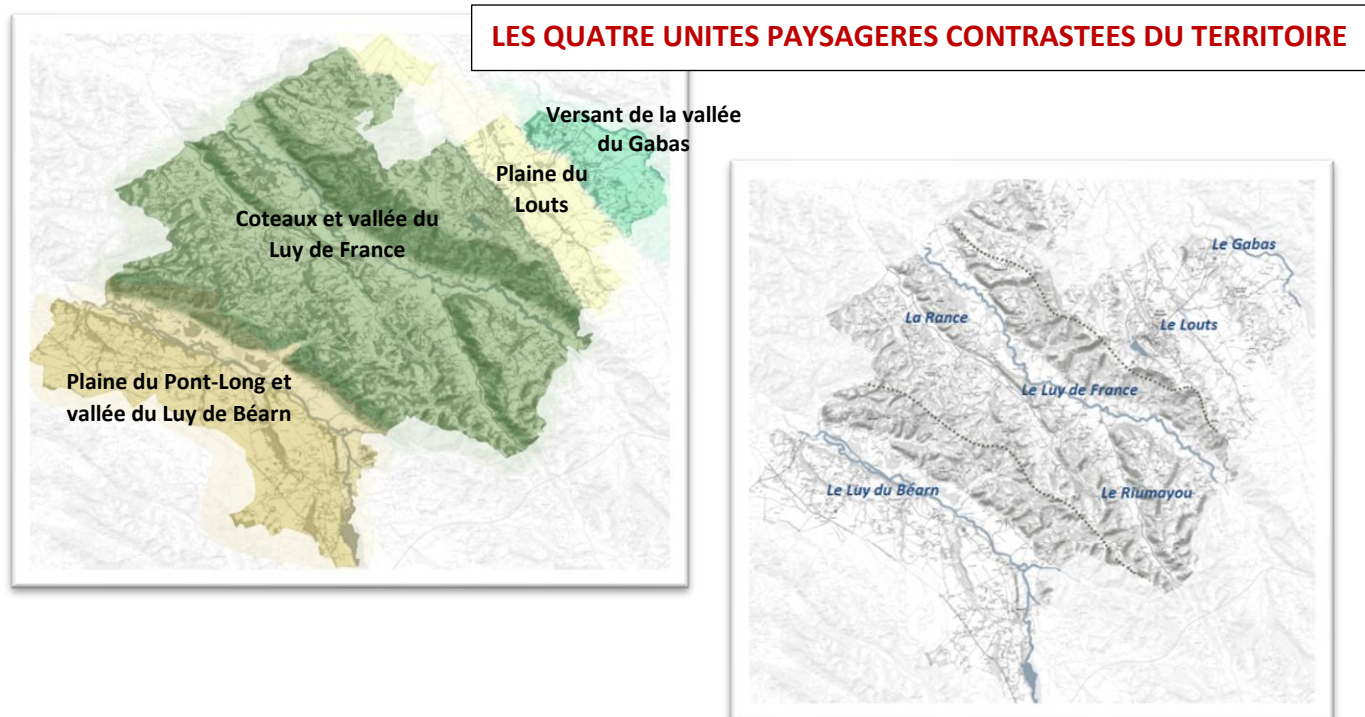 LES QUATRE UNITES PAYSAGERES CONTRASTEES DU TERRITOIRE
Versant de la vallée
du Gabas
Plaine du
Louts
Coteaux et vallée du
Luy de France
Plaine du Pont-Long et
vallée du Luy de Béarn
Le Gabas
La Rance
Le Louts
Le Luy de France
Le Luy du Béarn
Le Riumayou